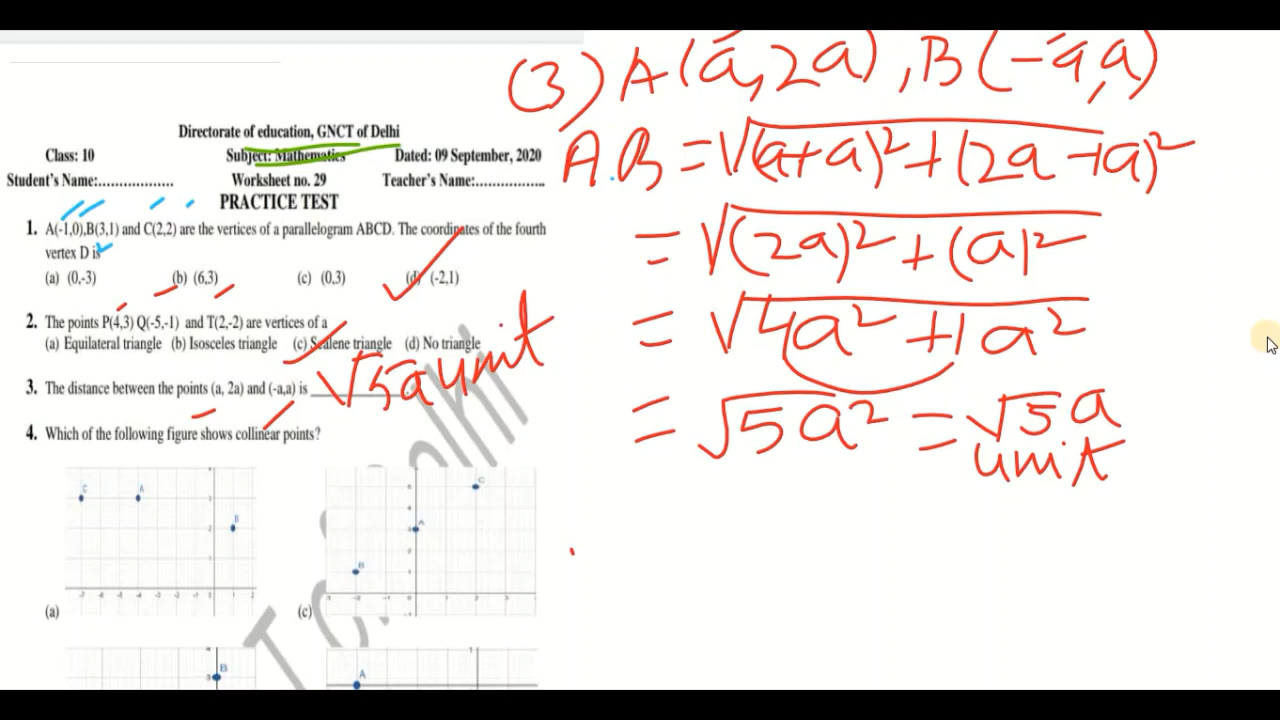 Directorate of education, GNCT of Delhi
Class: 10 Subject: Mathematics Dated: 09 September, 2020
Student's Name:.................. Worksheet no. 29 Teacher's Name:.................
PRACTICE TEST
1. A(-1,0),B(3,1) and C(2,2) are the vertices of a parallelogram ABCD. The coordinates of the fourth
vertex D is
(a) (0,-3) (b) (6,3) (c) (0,3) (d) (-2,1)
2. The points P(4,3) Q(-5,-1) and T(2,-2) are vertices of a
(a) Equilateral triangle (b) Isosceles triangle (c) Scalene triangle (d) No triangle
3. The distance between the points (a, 2a) and (-a,a) is ____________ √5a unit
4. Which of the following figure shows collinear points?
C A B
(a)
C A B
(c)
B
A
(3) A(a,2a), B(-a,a)
A.B = √(a+a)² + (2a-1a)²
= √(2a)² + (a)²
= √4a² + 1a²
= √5a² = √5a
unit